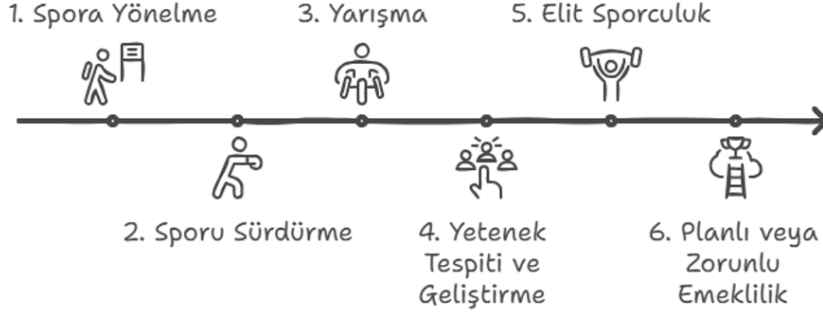 1. Spora Yönelme
2. Sporu Sürdürme
3. Yarışma
4. Yetenek
Tespiti ve
Geliştirme
5. Elit Sporculuk
6. Planlı veya
Zorunlu
Emeklilik